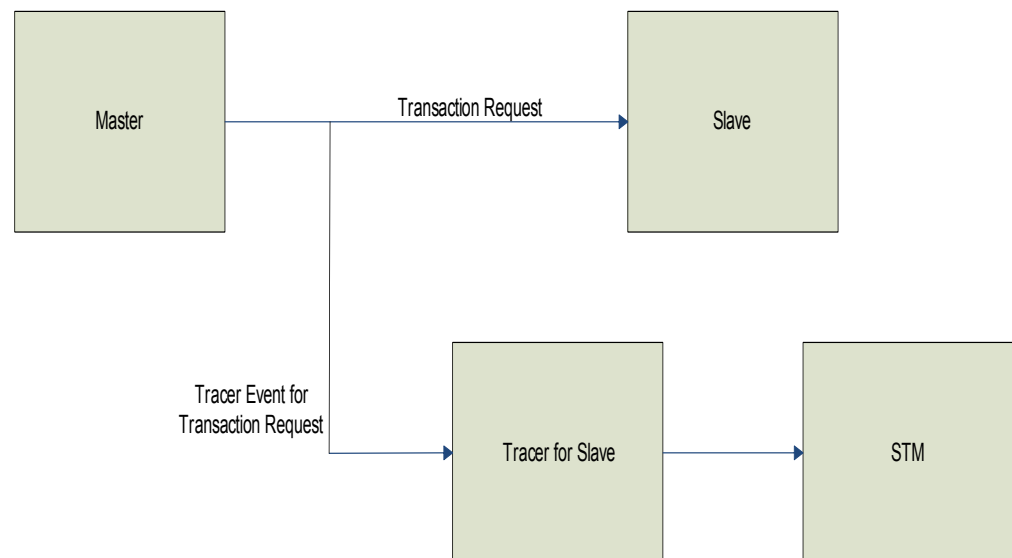 Transaction Request
Master
Slave
Tracer Event for
Transaction Request
Tracer for Slave
STM